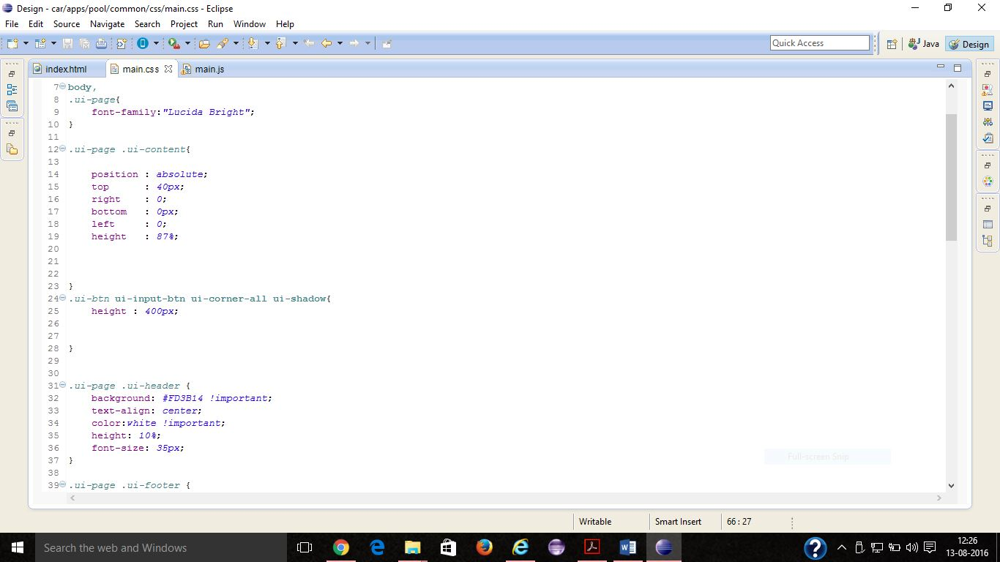 Design - car/apps/pool/common/css/main.css - Eclipse
File Edit Source Navigate Search Project Run Window Help
Quick Access
Java
Design
index.html
main.css
main.js
7 body,
8 .ui-page{
9 font-family:"Lucida Bright";
10 }
11
12 .ui-page .ui-content{
13
14 position : absolute;
15 top : 40px;
16 right : 0;
17 bottom : 0px;
18 left : 0;
19 height : 87%;
20
21
22
23 }
24 .ui-btn ui-input-btn ui-corner-all ui-shadow{
25 height : 400px;
26
27
28 }
29
30
31 .ui-page .ui-header {
32 background: #FD3B14 !important;
33 text-align: center;
34 color:white !important;
35 height: 10%;
36 font-size: 35px;
37 }
38
39 .ui-page .ui-footer {
Full-screen Snip
Writable
Smart Insert
66 : 27
Search the web and Windows
12:26
13-08-2016